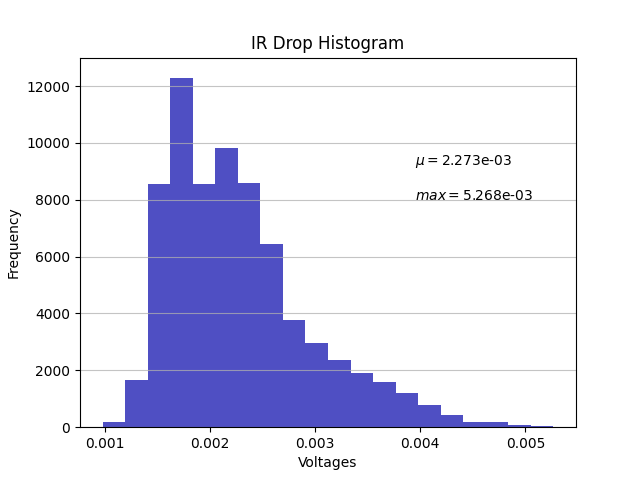 IR Drop Histogram
12000
10000
8000
6000
4000
2000
0
Frequency
μ = 2.273e-03
max = 5.268e-03
0.001 0.002 0.003 0.004 0.005
Voltages